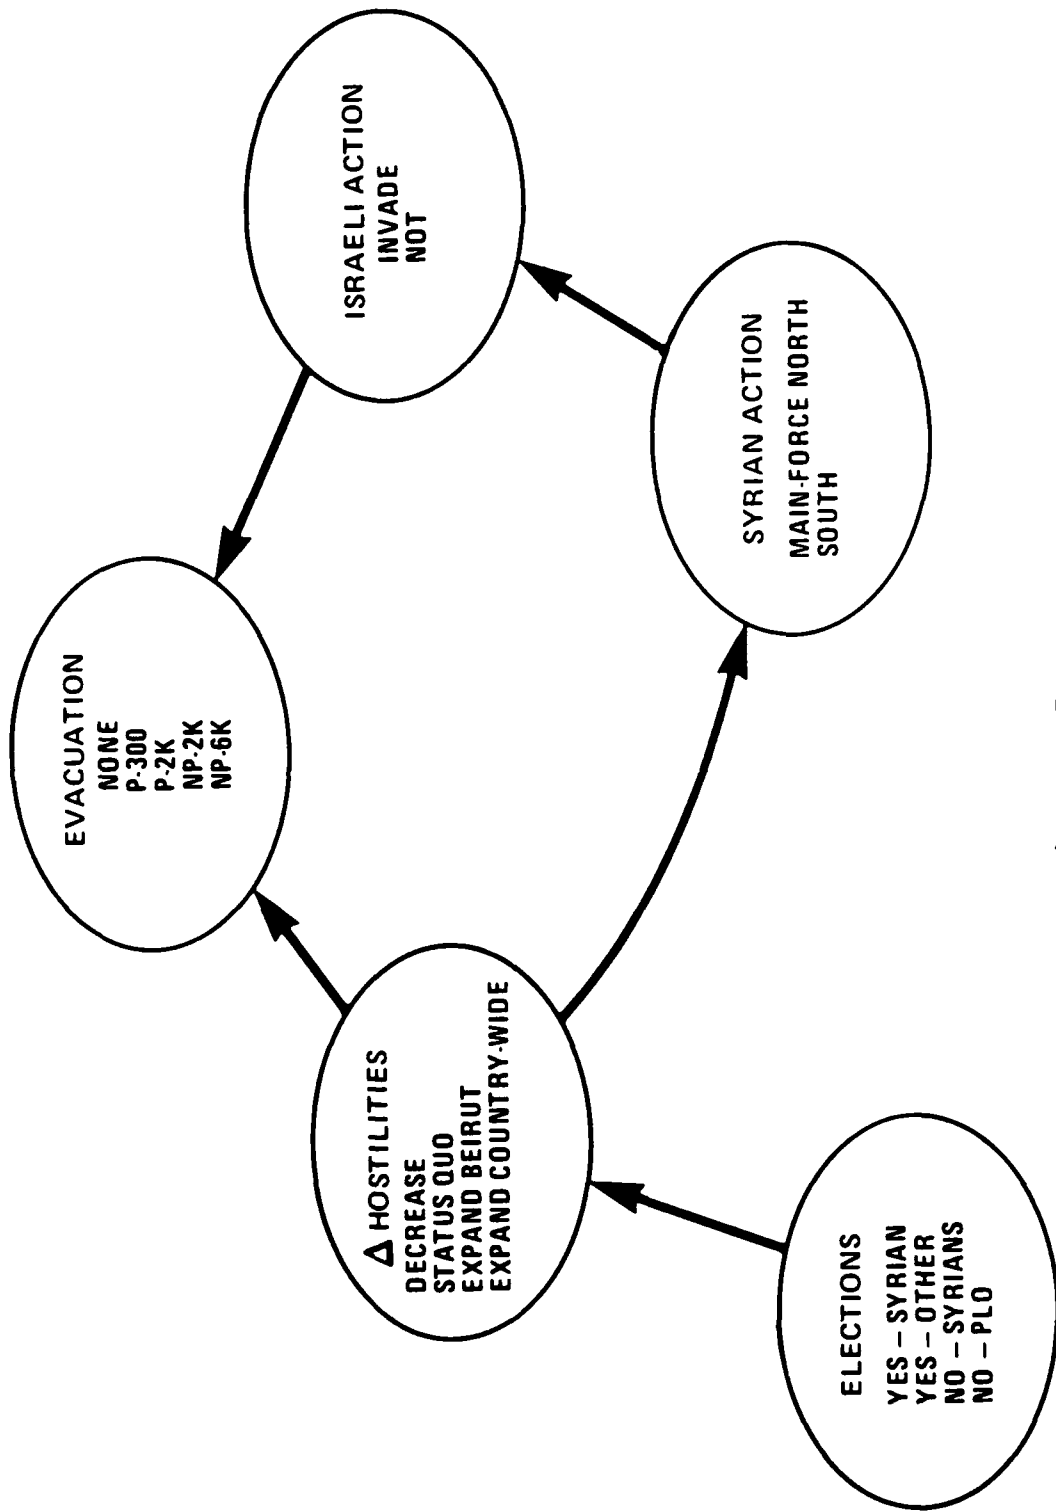 EVACUATION
NONE
P-300
P-2K
NP-2K
NP-6K
ISRAELI ACTION
INVADE
NOT
Δ HOSTILITIES
DECREASE
STATUS QUO
EXPAND BEIRUT
EXPAND COUNTRY-WIDE
SYRIAN ACTION
MAIN-FORCE NORTH
SOUTH
ELECTIONS
YES – SYRIAN
YES – OTHER
NO – SYRIANS
NO – PLO